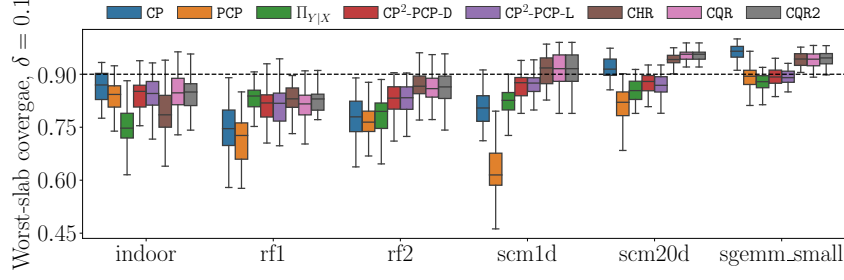 CP PCP Π_{Y|X} CP²-PCP-D CP²-PCP-L CHR CQR CQR2
Worst-slab covergae, δ = 0.1
0.90
0.75
0.60
0.45
indoor rf1 rf2 scm1d scm20d sgemm_small